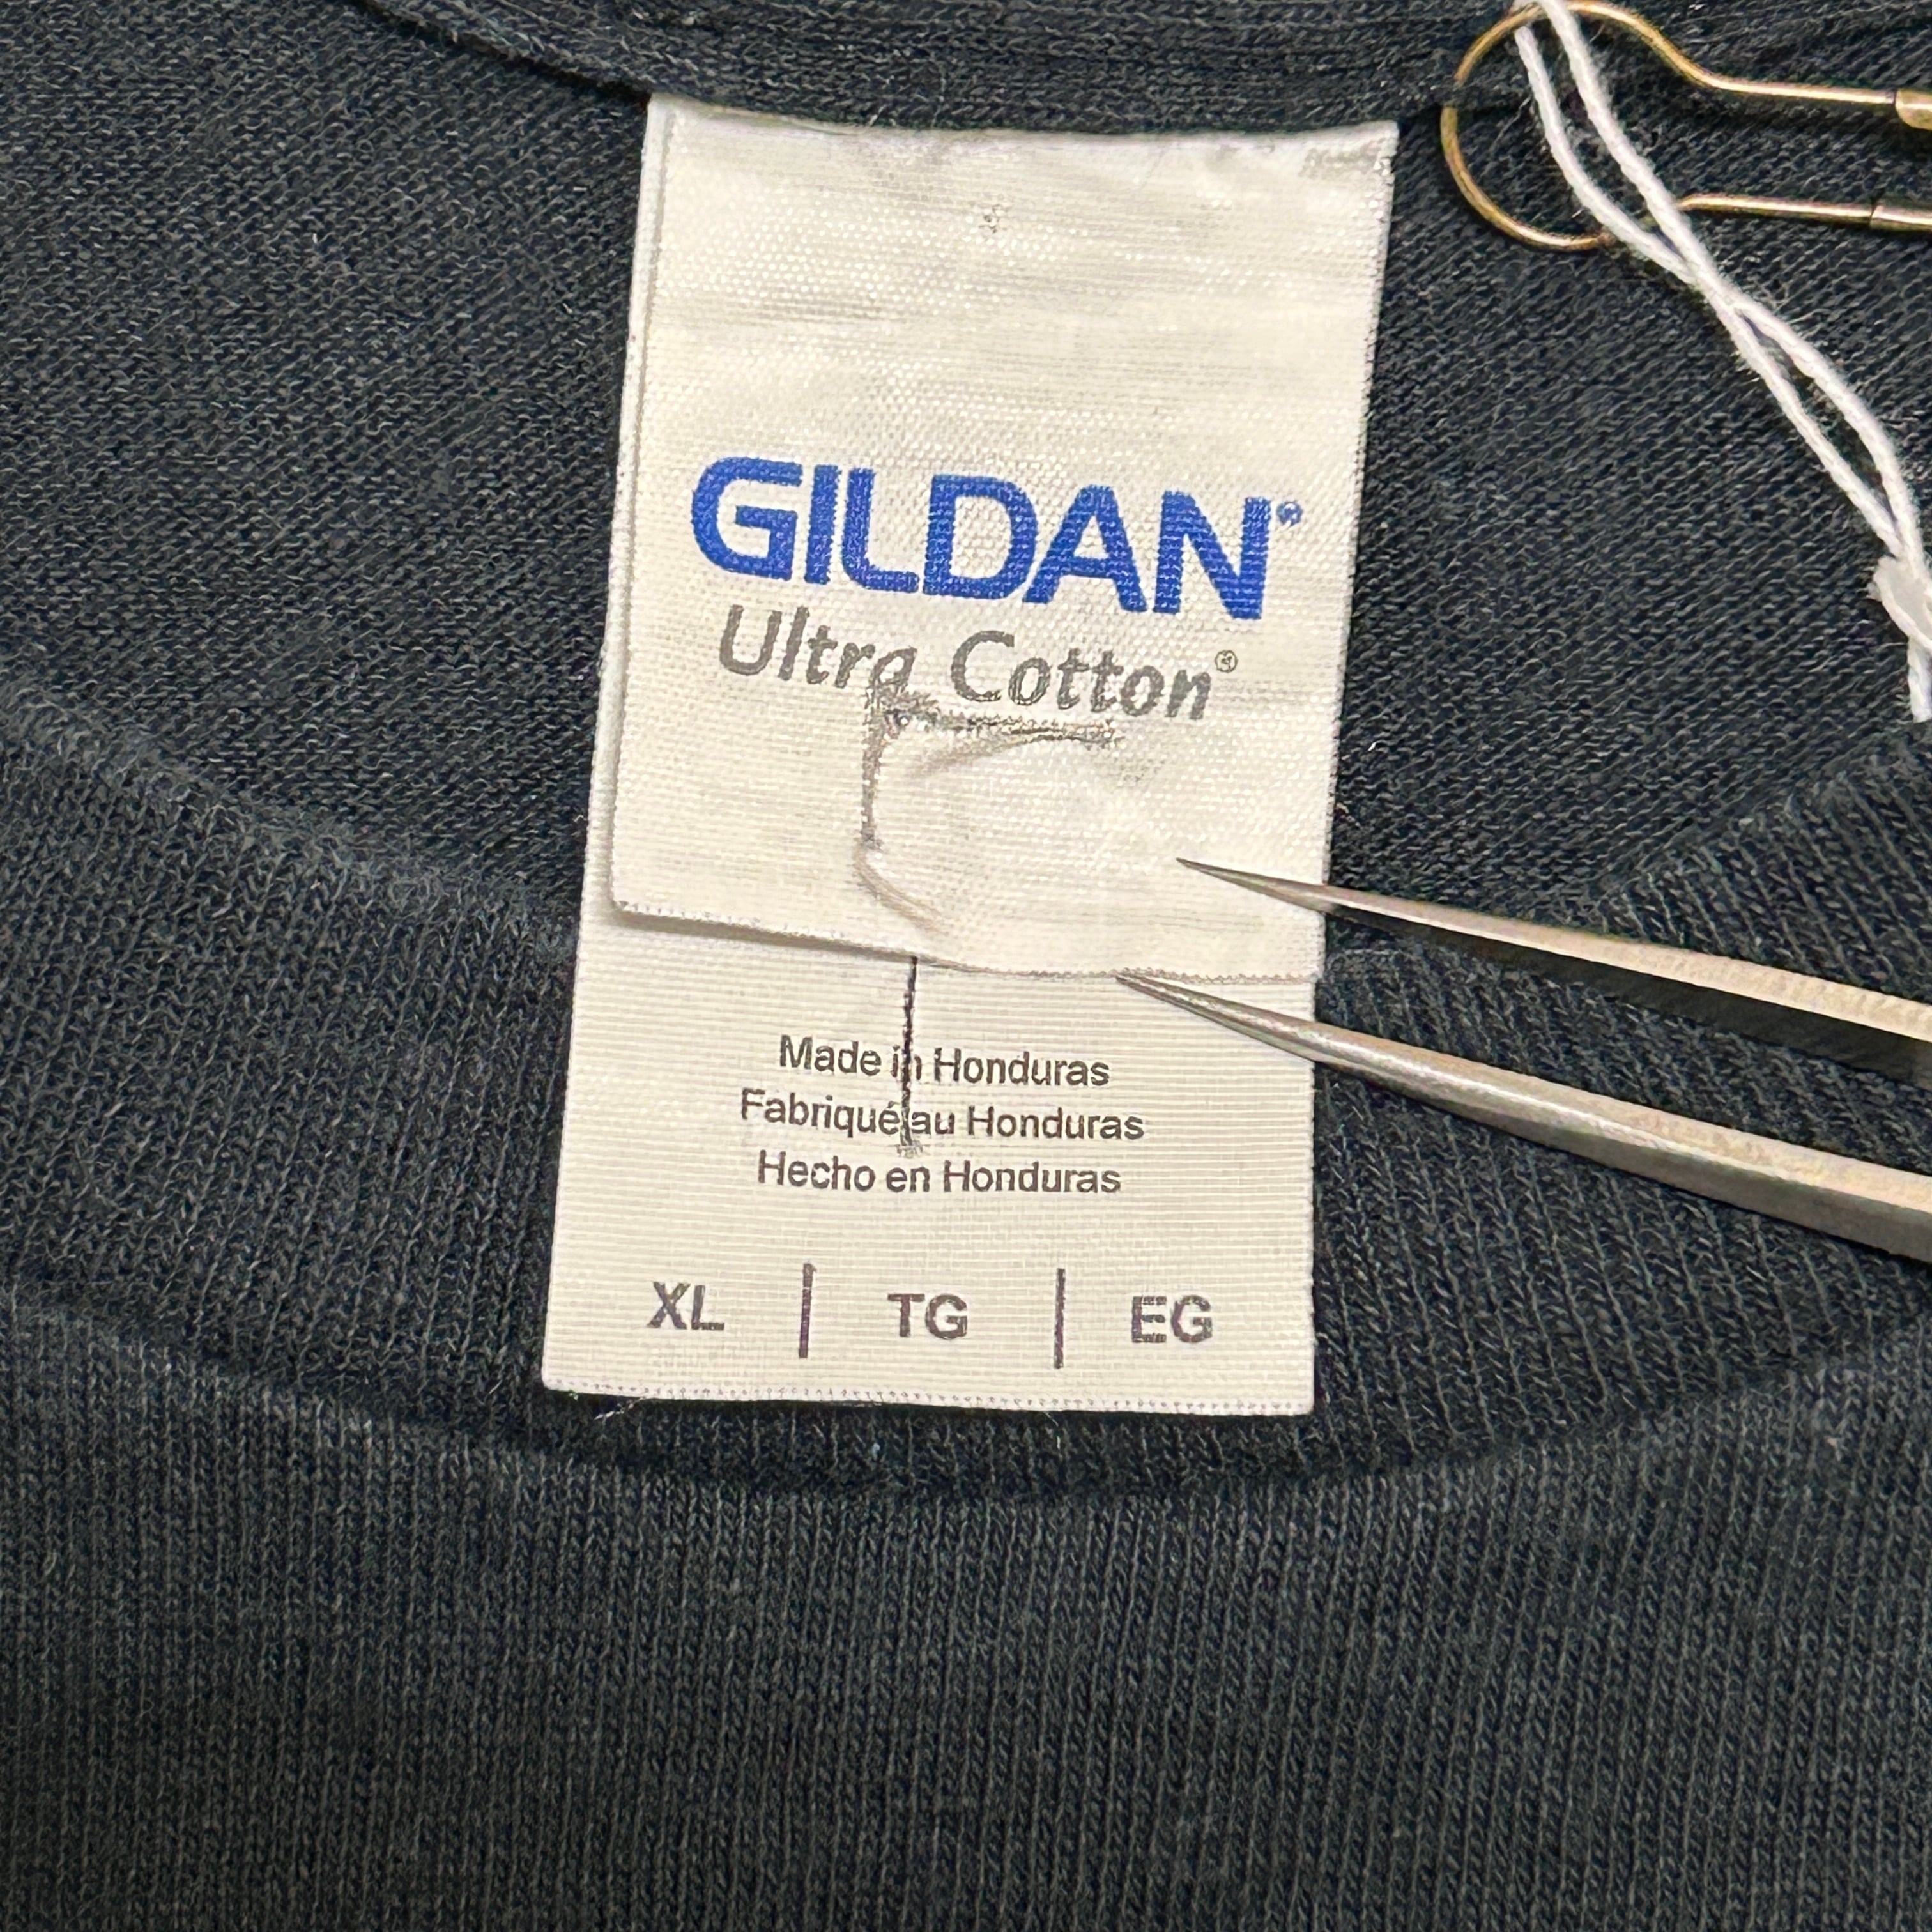 GILDAN®
Ultra Cotton®
Made in Honduras
Fabriqué au Honduras
Hecho en Honduras
XL | TG | EG